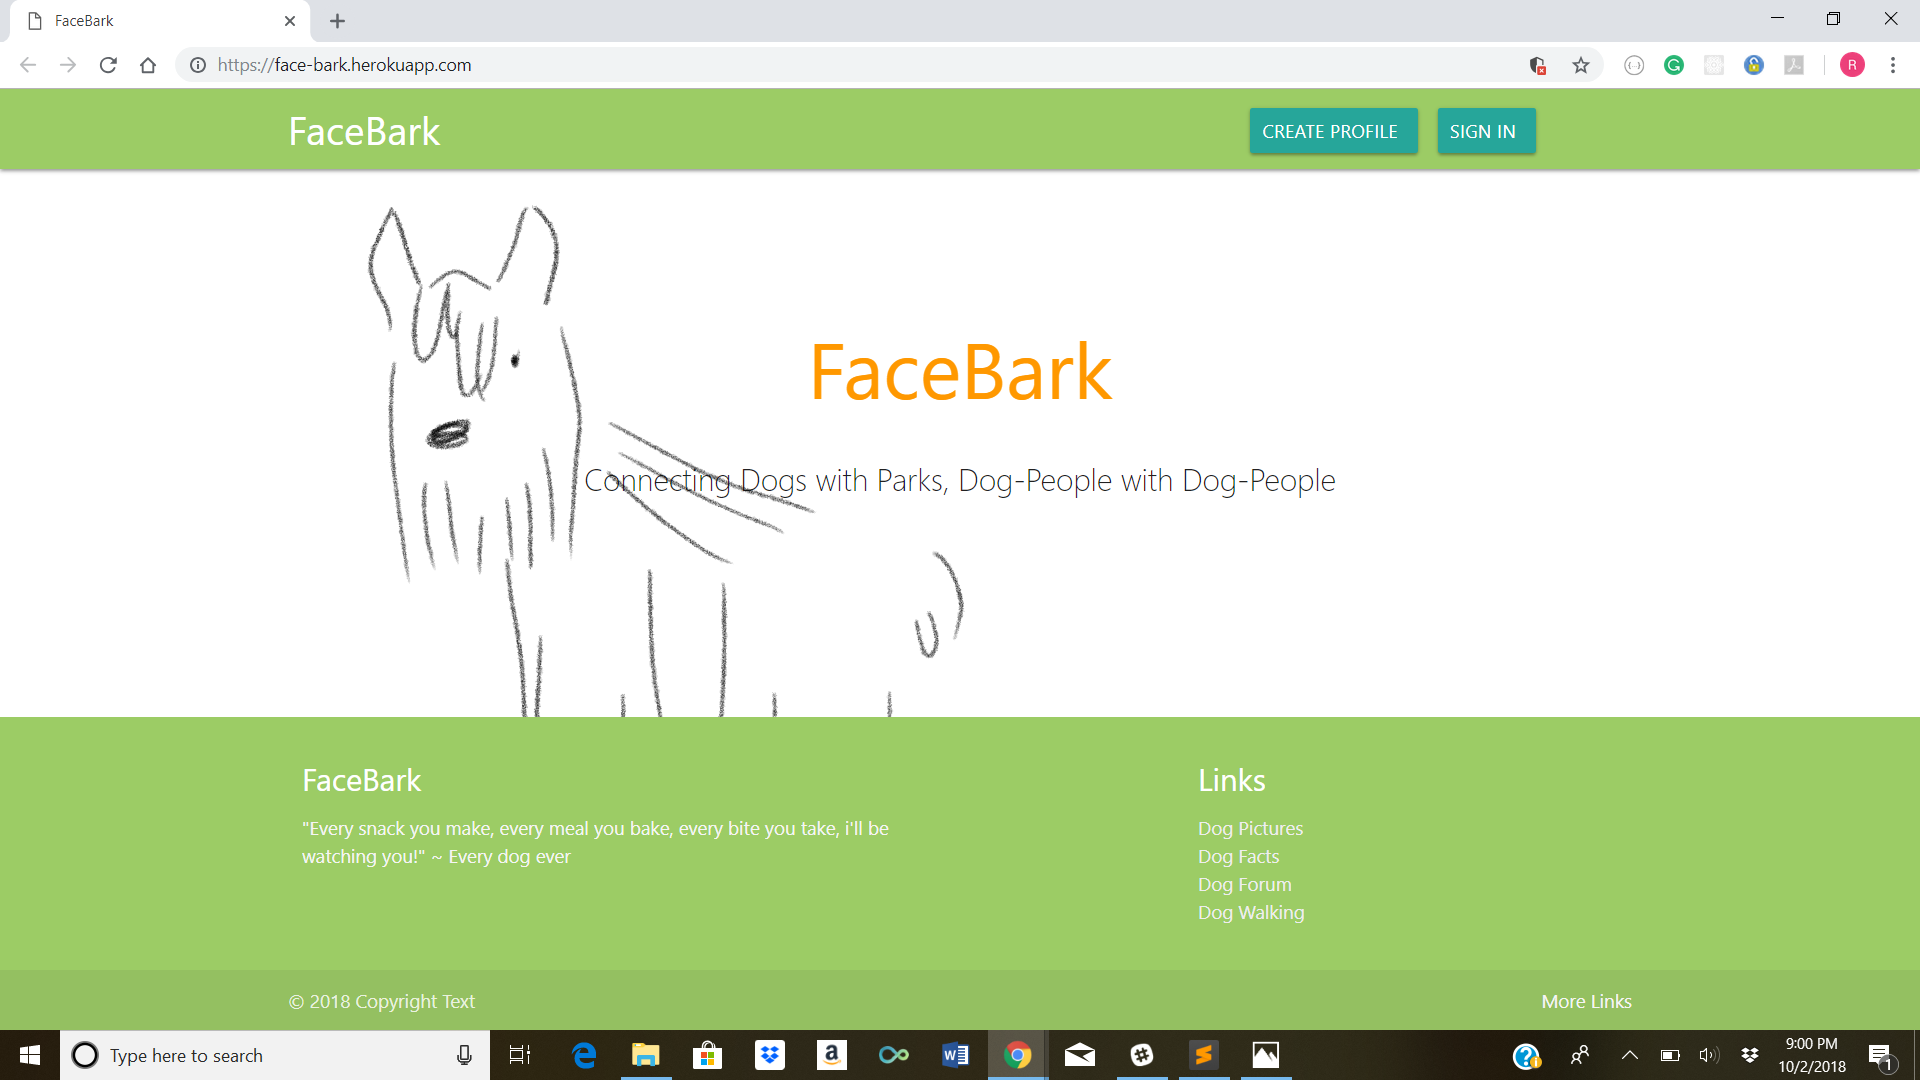 FaceBark
https://face-bark.herokuapp.com
R
FaceBark
CREATE PROFILE
SIGN IN
FaceBark
Connecting Dogs with Parks, Dog-People with Dog-People
FaceBark
"Every snack you make, every meal you bake, every bite you take, i'll be
watching you!" ~ Every dog ever
Links
Dog Pictures
Dog Facts
Dog Forum
Dog Walking
© 2018 Copyright Text
More Links
Type here to search
9:00 PM
10/2/2018
1